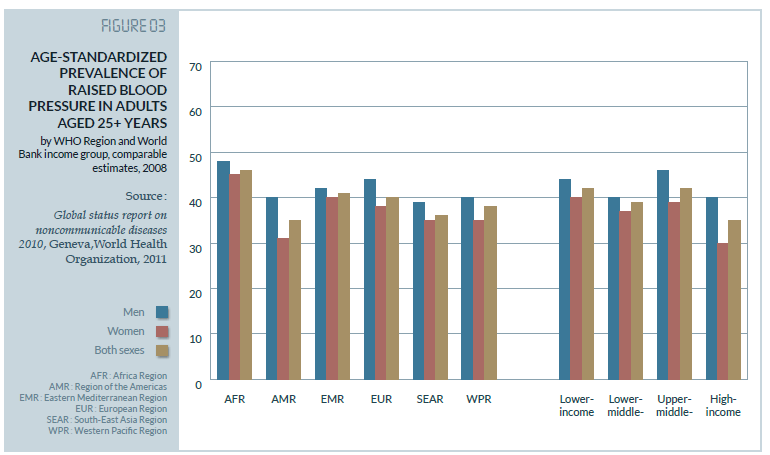 FIGURE 03
AGE-STANDARDIZED
PREVALENCE OF
RAISED BLOOD
PRESSURE IN ADULTS
AGED 25+ YEARS
by WHO Region and World
Bank income group, comparable
estimates, 2008
Source:
Global status report on
noncommunicable diseases
2010, Geneva,World Health
Organization, 2011
Men
Women
Both sexes
AFR: Africa Region
AMR: Region of the Americas
EMR: Eastern Mediterranean Region
EUR: European Region
SEAR: South-East Asia Region
WPR: Western Pacific Region
70
60
50
40
30
20
10
0
AFR AMR EMR EUR SEAR WPR Lower- Lower- Upper- High-
income middle- middle- income